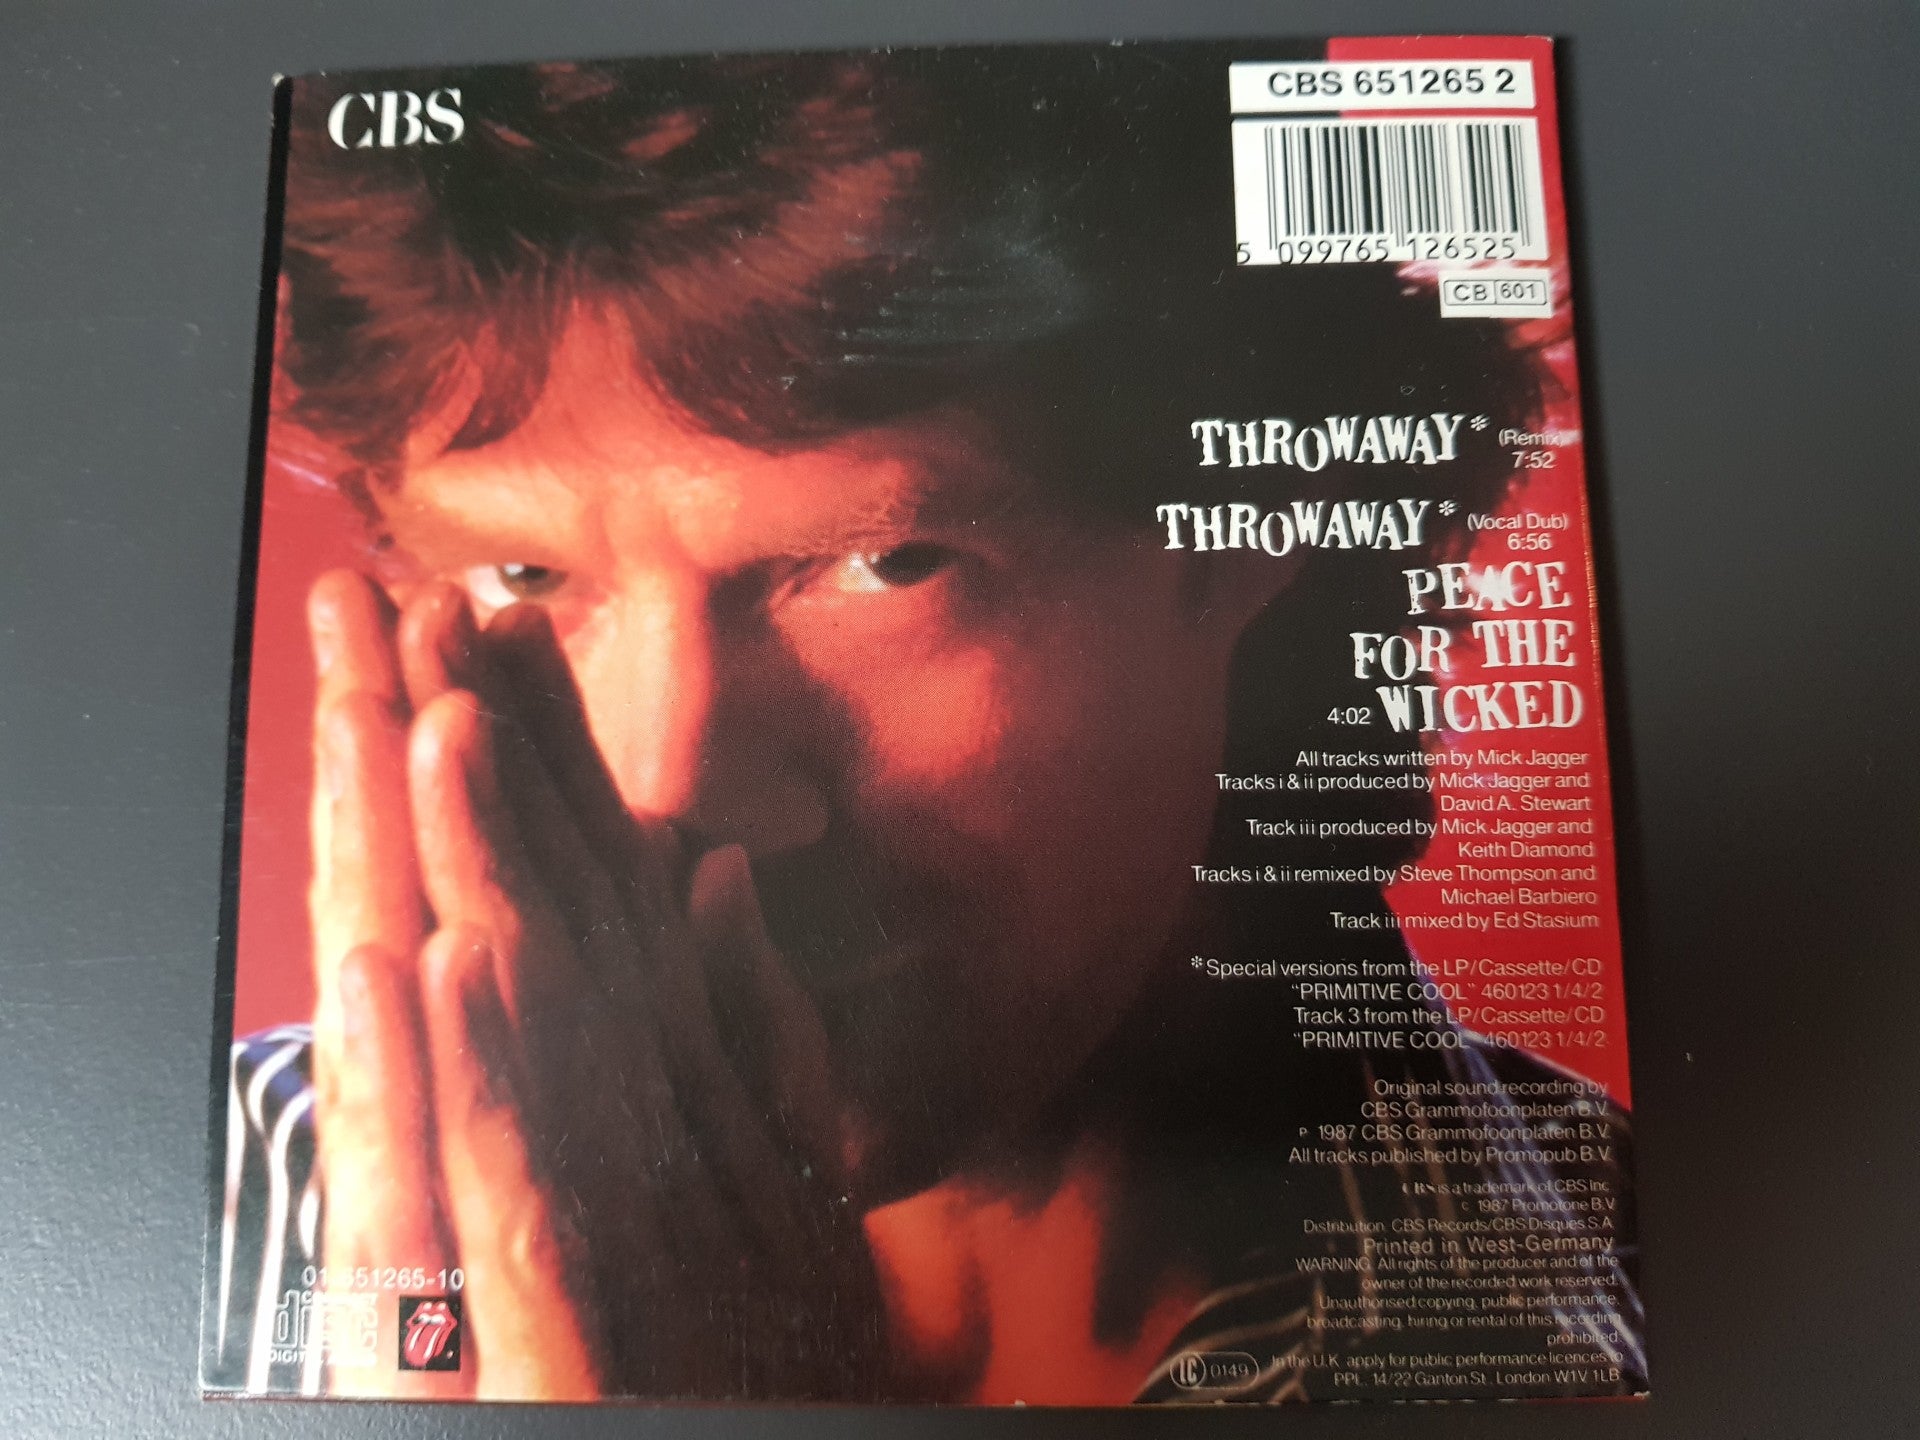 CBS
CBS 651265 2
5 099765 126525
CB 601
THROWAWAY* (Remix)
7:52
THROWAWAY* (Vocal Dub)
6:56
PEACE
FOR THE
4:02 WICKED
All tracks written by Mick Jagger
Tracks i & ii produced by Mick Jagger and
David A. Stewart
Track iii produced by Mick Jagger and
Keith Diamond
Tracks i & ii remixed by Steve Thompson and
Michael Barbiero
Track iii mixed by Ed Stasium
*Special versions from the LP/Cassette/CD
"PRIMITIVE COOL" 460123 1/4/2
Track 3 from the LP/Cassette/CD
"PRIMITIVE COOL" 460123 1/4/2
Original sound recording by
CBS Grammofoonplaten B.V.
P 1987 CBS Grammofoonplaten B.V.
All tracks published by Promopub B.V.
CBS is a trademark of CBS Inc.
c 1987 Promotone B.V
Distribution: CBS Records/CBS Disques S.A.
Printed in West-Germany
WARNING: All rights of the producer and of the
owner of the recorded work reserved.
Unauthorised copying, public performance,
broadcasting, hiring or rental of this recording
prohibited.
In the U.K. apply for public performance licences to
PPL. 14/22 Ganton St., London W1V 1LB
LC 0149
01-651265-10
COMPACT
disc
DIGITAL AUDIO